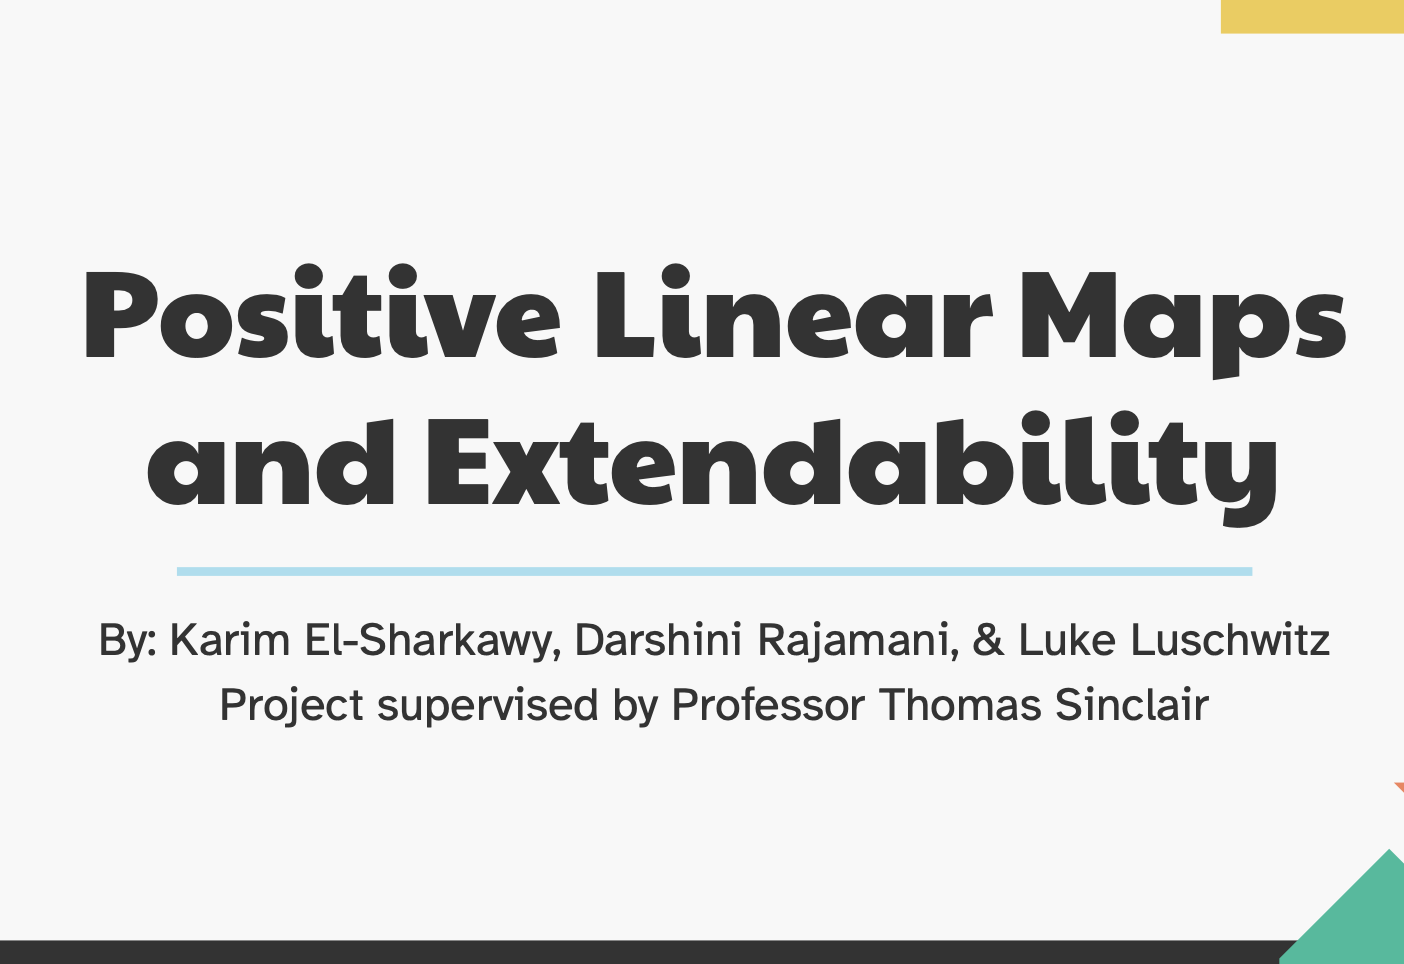 Positive Linear Maps
and Extendability
By: Karim El-Sharkawy, Darshini Rajamani, & Luke Luschwitz
Project supervised by Professor Thomas Sinclair